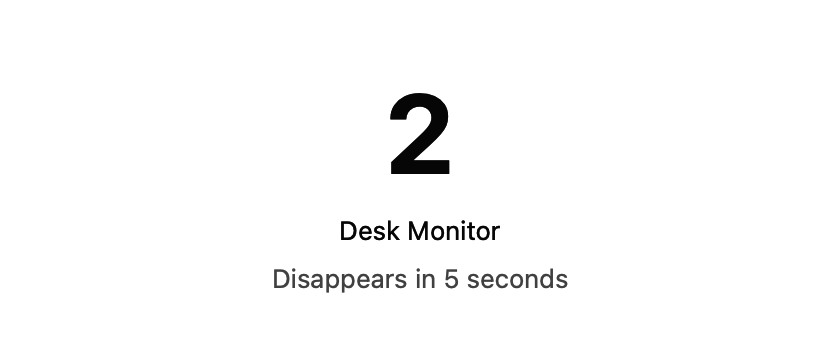 2
Desk Monitor
Disappears in 5 seconds